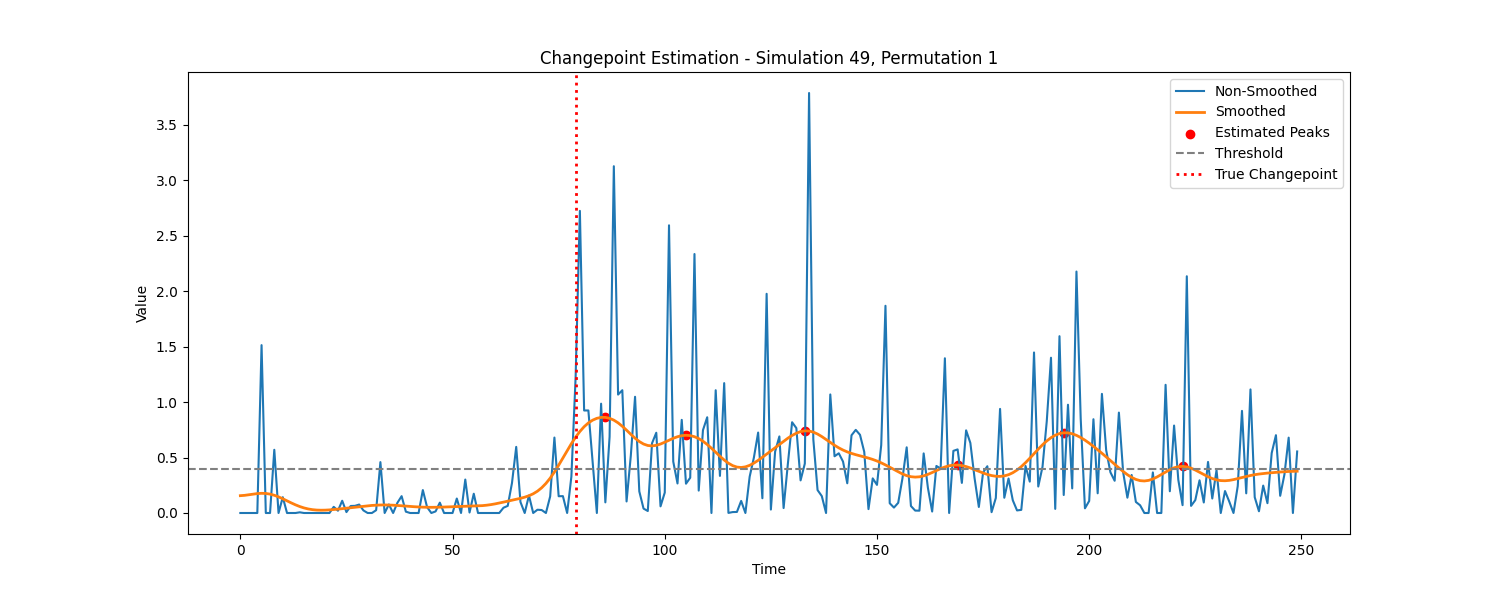 Changepoint Estimation - Simulation 49, Permutation 1
Non-Smoothed
Smoothed
Estimated Peaks
Threshold
True Changepoint
Value
3.5
3.0
2.5
2.0
1.5
1.0
0.5
0.0
0
50
100
150
200
250
Time